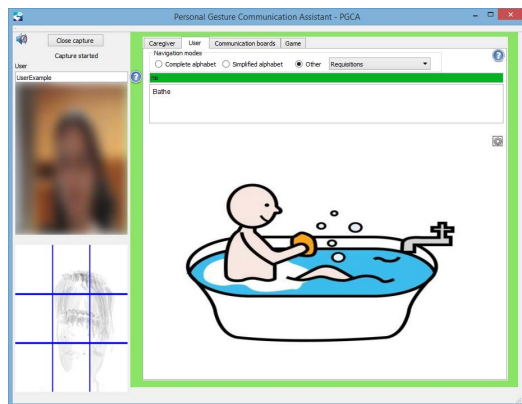 Personal Gesture Communication Assistant - PGCA
Close capture
Capture started
User
UserExample
Caregiver User Communication boards Game
Navigation modes
Complete alphabet Simplified alphabet Other Requisitions
Bathe